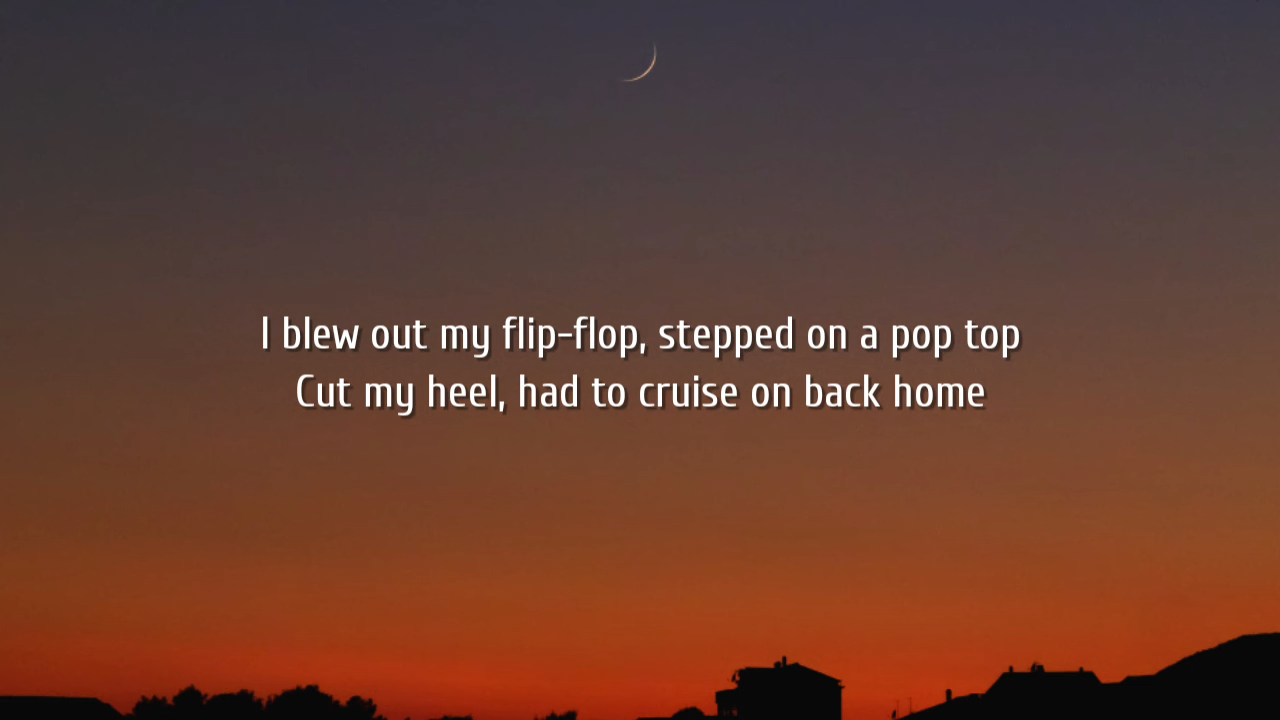 I blew out my flip-flop, stepped on a pop top
Cut my heel, had to cruise on back home